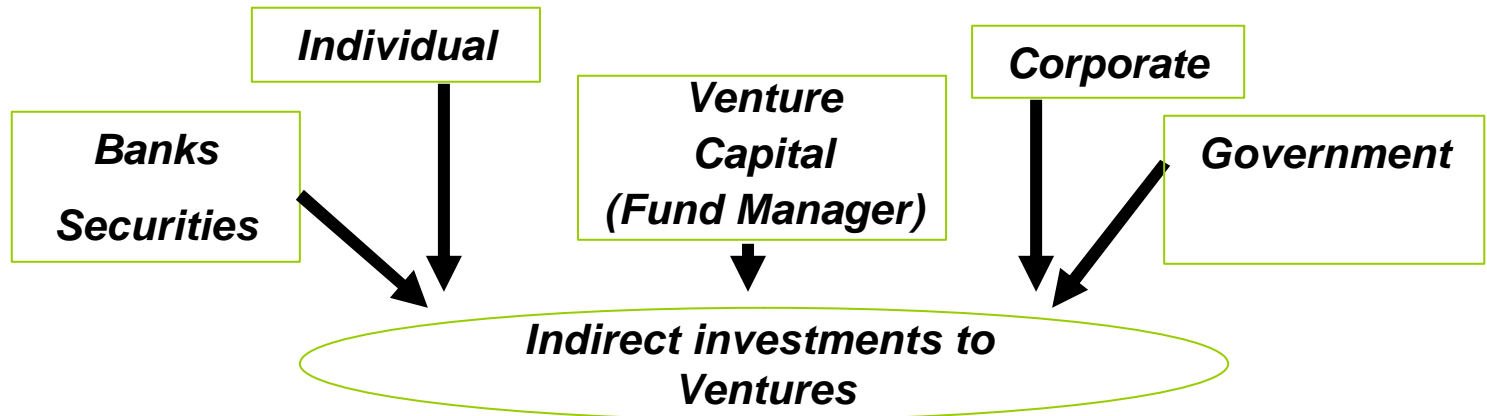 Individual
Corporate
Venture
Capital
(Fund Manager)
Banks
Securities
Government
Indirect investments to
Ventures